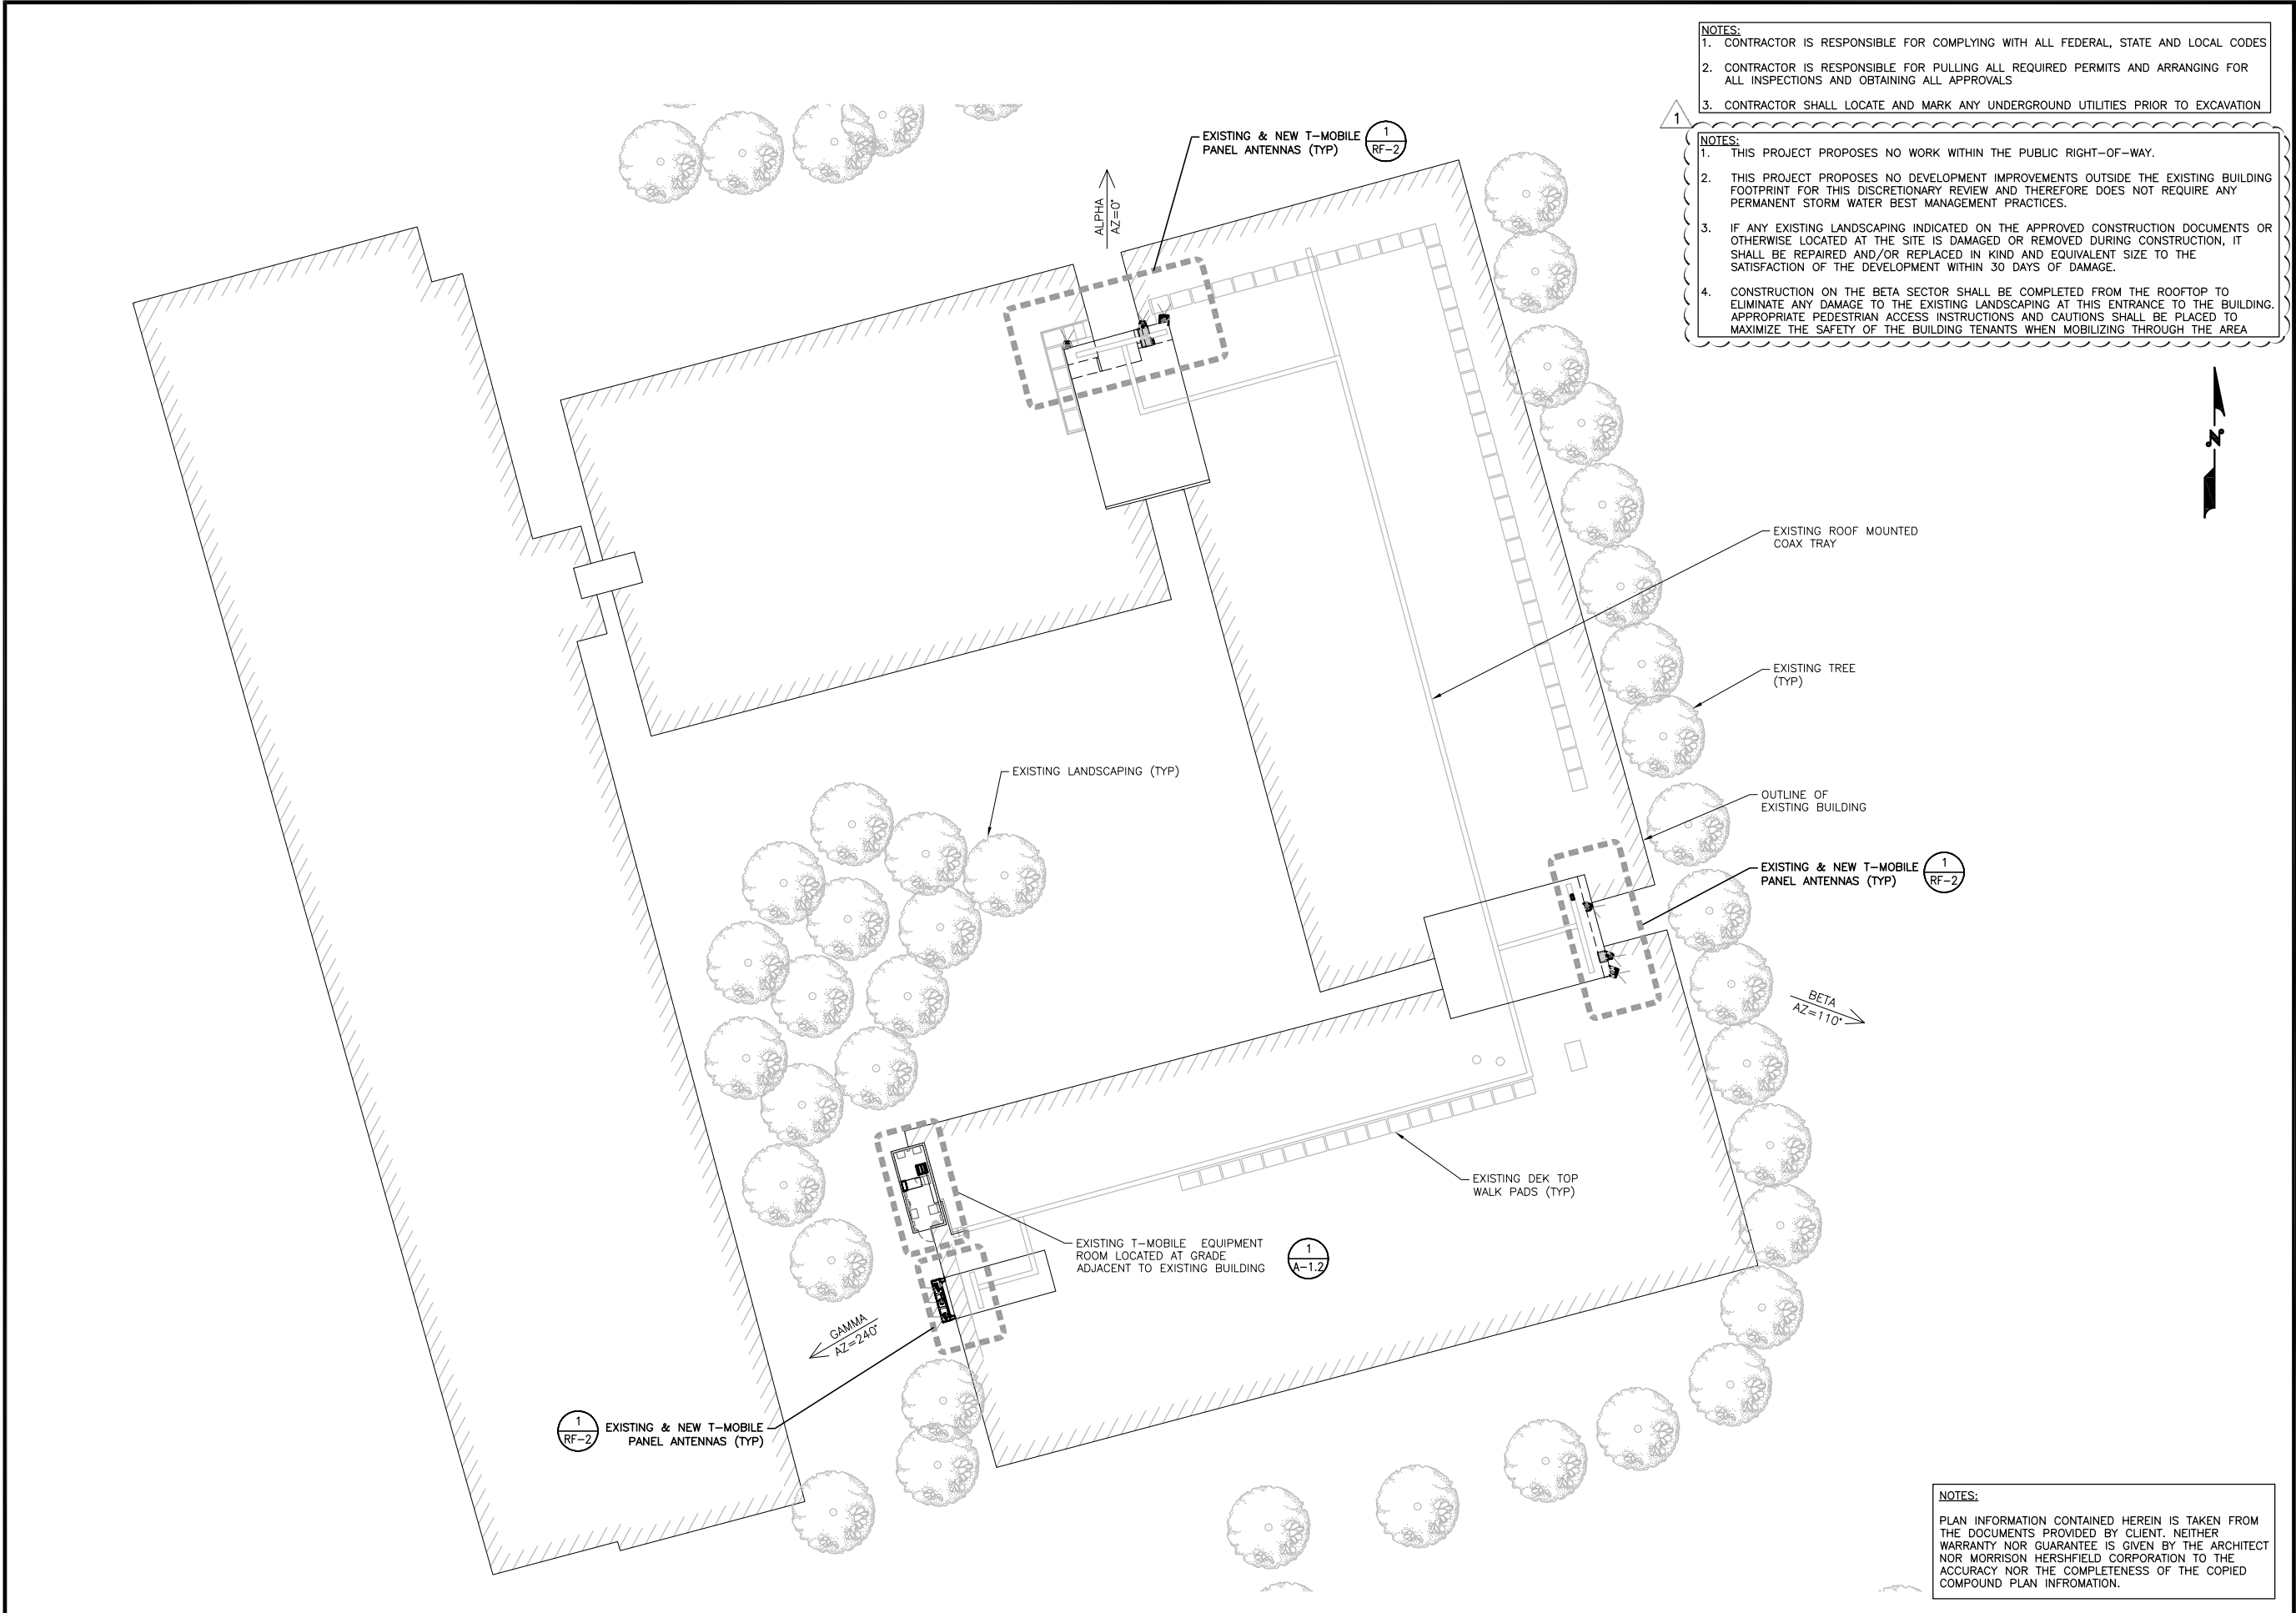 NOTES:
1. CONTRACTOR IS RESPONSIBLE FOR COMPLYING WITH ALL FEDERAL, STATE AND LOCAL CODES
2. CONTRACTOR IS RESPONSIBLE FOR PULLING ALL REQUIRED PERMITS AND ARRANGING FOR
ALL INSPECTIONS AND OBTAINING ALL APPROVALS
3. CONTRACTOR SHALL LOCATE AND MARK ANY UNDERGROUND UTILITIES PRIOR TO EXCAVATION
1
NOTES:
1. THIS PROJECT PROPOSES NO WORK WITHIN THE PUBLIC RIGHT-OF-WAY.
2. THIS PROJECT PROPOSES NO DEVELOPMENT IMPROVEMENTS OUTSIDE THE EXISTING BUILDING
FOOTPRINT FOR THIS DISCRETIONARY REVIEW AND THEREFORE DOES NOT REQUIRE ANY
PERMANENT STORM WATER BEST MANAGEMENT PRACTICES.
3. IF ANY EXISTING LANDSCAPING INDICATED ON THE APPROVED CONSTRUCTION DOCUMENTS OR
OTHERWISE LOCATED AT THE SITE IS DAMAGED OR REMOVED DURING CONSTRUCTION, IT
SHALL BE REPAIRED AND/OR REPLACED IN KIND AND EQUIVALENT SIZE TO THE
SATISFACTION OF THE DEVELOPMENT WITHIN 30 DAYS OF DAMAGE.
4. CONSTRUCTION ON THE BETA SECTOR SHALL BE COMPLETED FROM THE ROOFTOP TO
ELIMINATE ANY DAMAGE TO THE EXISTING LANDSCAPING AT THIS ENTRANCE TO THE BUILDING.
APPROPRIATE PEDESTRIAN ACCESS INSTRUCTIONS AND CAUTIONS SHALL BE PLACED TO
MAXIMIZE THE SAFETY OF THE BUILDING TENANTS WHEN MOBILIZING THROUGH THE AREA
EXISTING & NEW T-MOBILE
PANEL ANTENNAS (TYP)
1
RF-2
ALPHA
AZ=0°
N
EXISTING ROOF MOUNTED
COAX TRAY
EXISTING TREE
(TYP)
EXISTING LANDSCAPING (TYP)
OUTLINE OF
EXISTING BUILDING
EXISTING & NEW T-MOBILE
PANEL ANTENNAS (TYP)
1
RF-2
BETA
AZ=110°
EXISTING DEK TOP
WALK PADS (TYP)
EXISTING T-MOBILE EQUIPMENT
ROOM LOCATED AT GRADE
ADJACENT TO EXISTING BUILDING
1
A-1.2
GAMMA
AZ=240°
1
RF-2
EXISTING & NEW T-MOBILE
PANEL ANTENNAS (TYP)
NOTES:
PLAN INFORMATION CONTAINED HEREIN IS TAKEN FROM
THE DOCUMENTS PROVIDED BY CLIENT. NEITHER
WARRANTY NOR GUARANTEE IS GIVEN BY THE ARCHITECT
NOR MORRISON HERSHFIELD CORPORATION TO THE
ACCURACY NOR THE COMPLETENESS OF THE COPIED
COMPOUND PLAN INFROMATION.